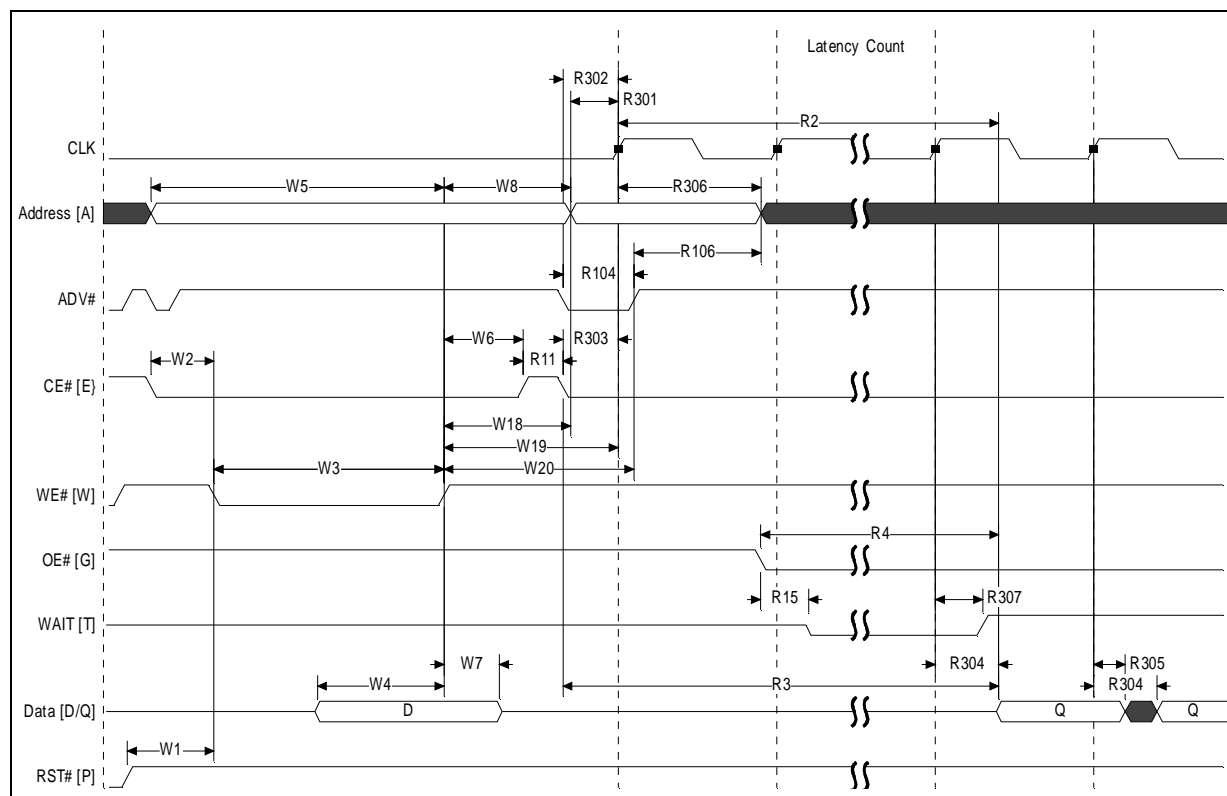 Latency Count
R302
R301
R2
CLK
W5
W8
R306
Address [A]
R106
R104
ADV#
W6
R303
W2
R11
CE# [E}
W18
W19
W3
W20
WE# [W]
R4
OE# [G]
R15
R307
WAIT [T]
W7
R304
R305
W4
R3
R304
Data [D/Q]
D
Q
Q
W1
RST# [P]